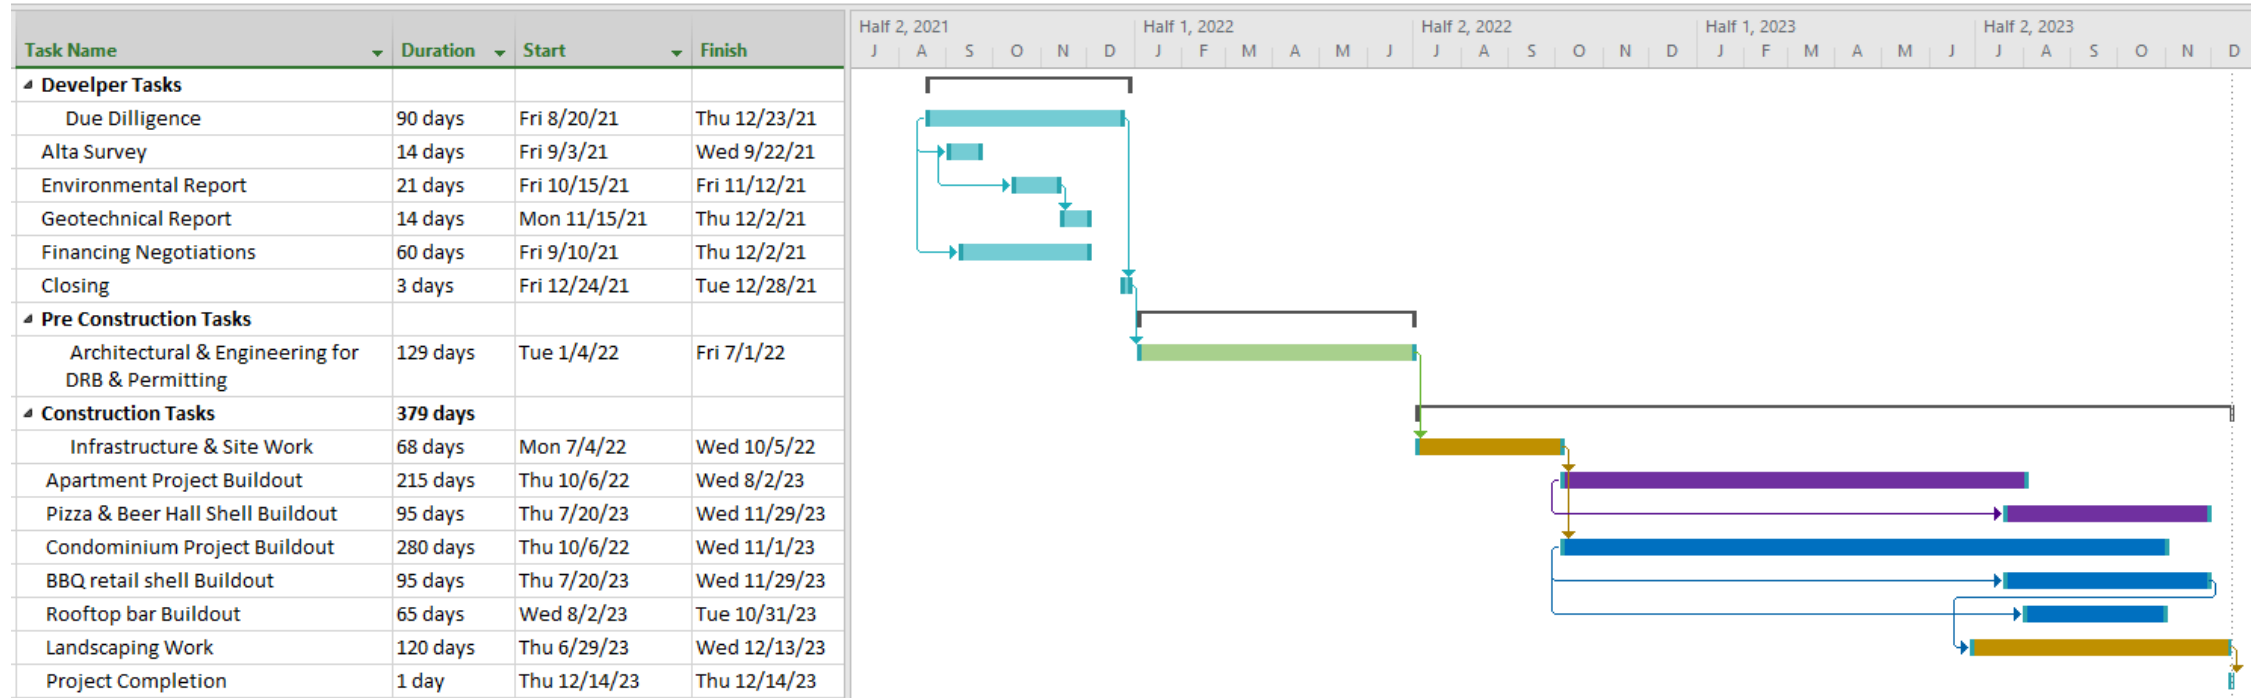 Half 2, 2021 Half 1, 2022 Half 2, 2022 Half 1, 2023 Half 2, 2023
Task Name Duration Start Finish J A S O N D J F M A M J J A S O N D J F M A M J J A S O N D
Develper Tasks
Due Dilligence 90 days Fri 8/20/21 Thu 12/23/21
Alta Survey 14 days Fri 9/3/21 Wed 9/22/21
Environmental Report 21 days Fri 10/15/21 Fri 11/12/21
Geotechnical Report 14 days Mon 11/15/21 Thu 12/2/21
Financing Negotiations 60 days Fri 9/10/21 Thu 12/2/21
Closing 3 days Fri 12/24/21 Tue 12/28/21
Pre Construction Tasks
Architectural & Engineering for 129 days Tue 1/4/22 Fri 7/1/22
DRB & Permitting
Construction Tasks 379 days
Infrastructure & Site Work 68 days Mon 7/4/22 Wed 10/5/22
Apartment Project Buildout 215 days Thu 10/6/22 Wed 8/2/23
Pizza & Beer Hall Shell Buildout 95 days Thu 7/20/23 Wed 11/29/23
Condominium Project Buildout 280 days Thu 10/6/22 Wed 11/1/23
BBQ retail shell Buildout 95 days Thu 7/20/23 Wed 11/29/23
Rooftop bar Buildout 65 days Wed 8/2/23 Tue 10/31/23
Landscaping Work 120 days Thu 6/29/23 Wed 12/13/23
Project Completion 1 day Thu 12/14/23 Thu 12/14/23